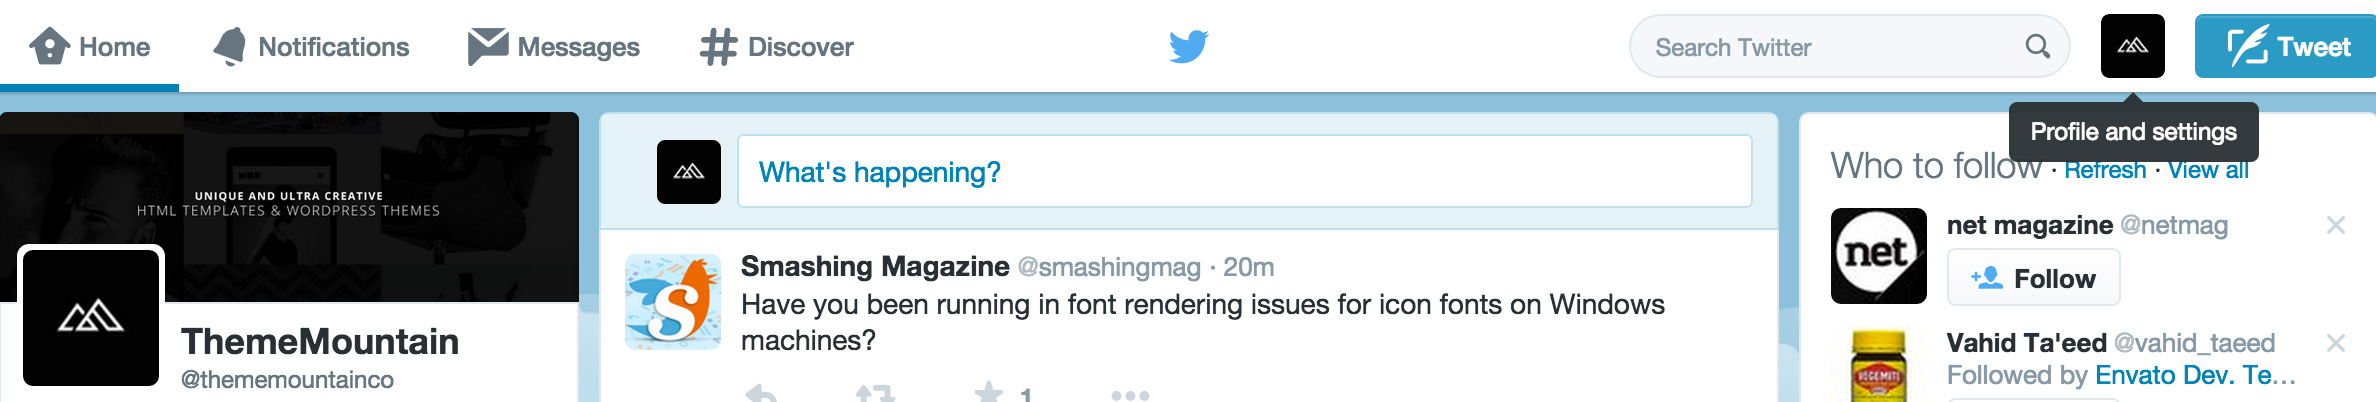 Home
Notifications
Messages
Discover
Search Twitter
Tweet
Profile and settings
UNIQUE AND ULTRA CREATIVE
HTML TEMPLATES & WORDPRESS THEMES
ThemeMountain
@thememountainco
What's happening?
Smashing Magazine @smashingmag · 20m
Have you been running in font rendering issues for icon fonts on Windows
machines?
1
Who to follow · Refresh · View all
net
net magazine @netmag
Follow
VEGEMITE
Vahid Ta'eed @vahid_taeed
Followed by Envato Dev. Te...